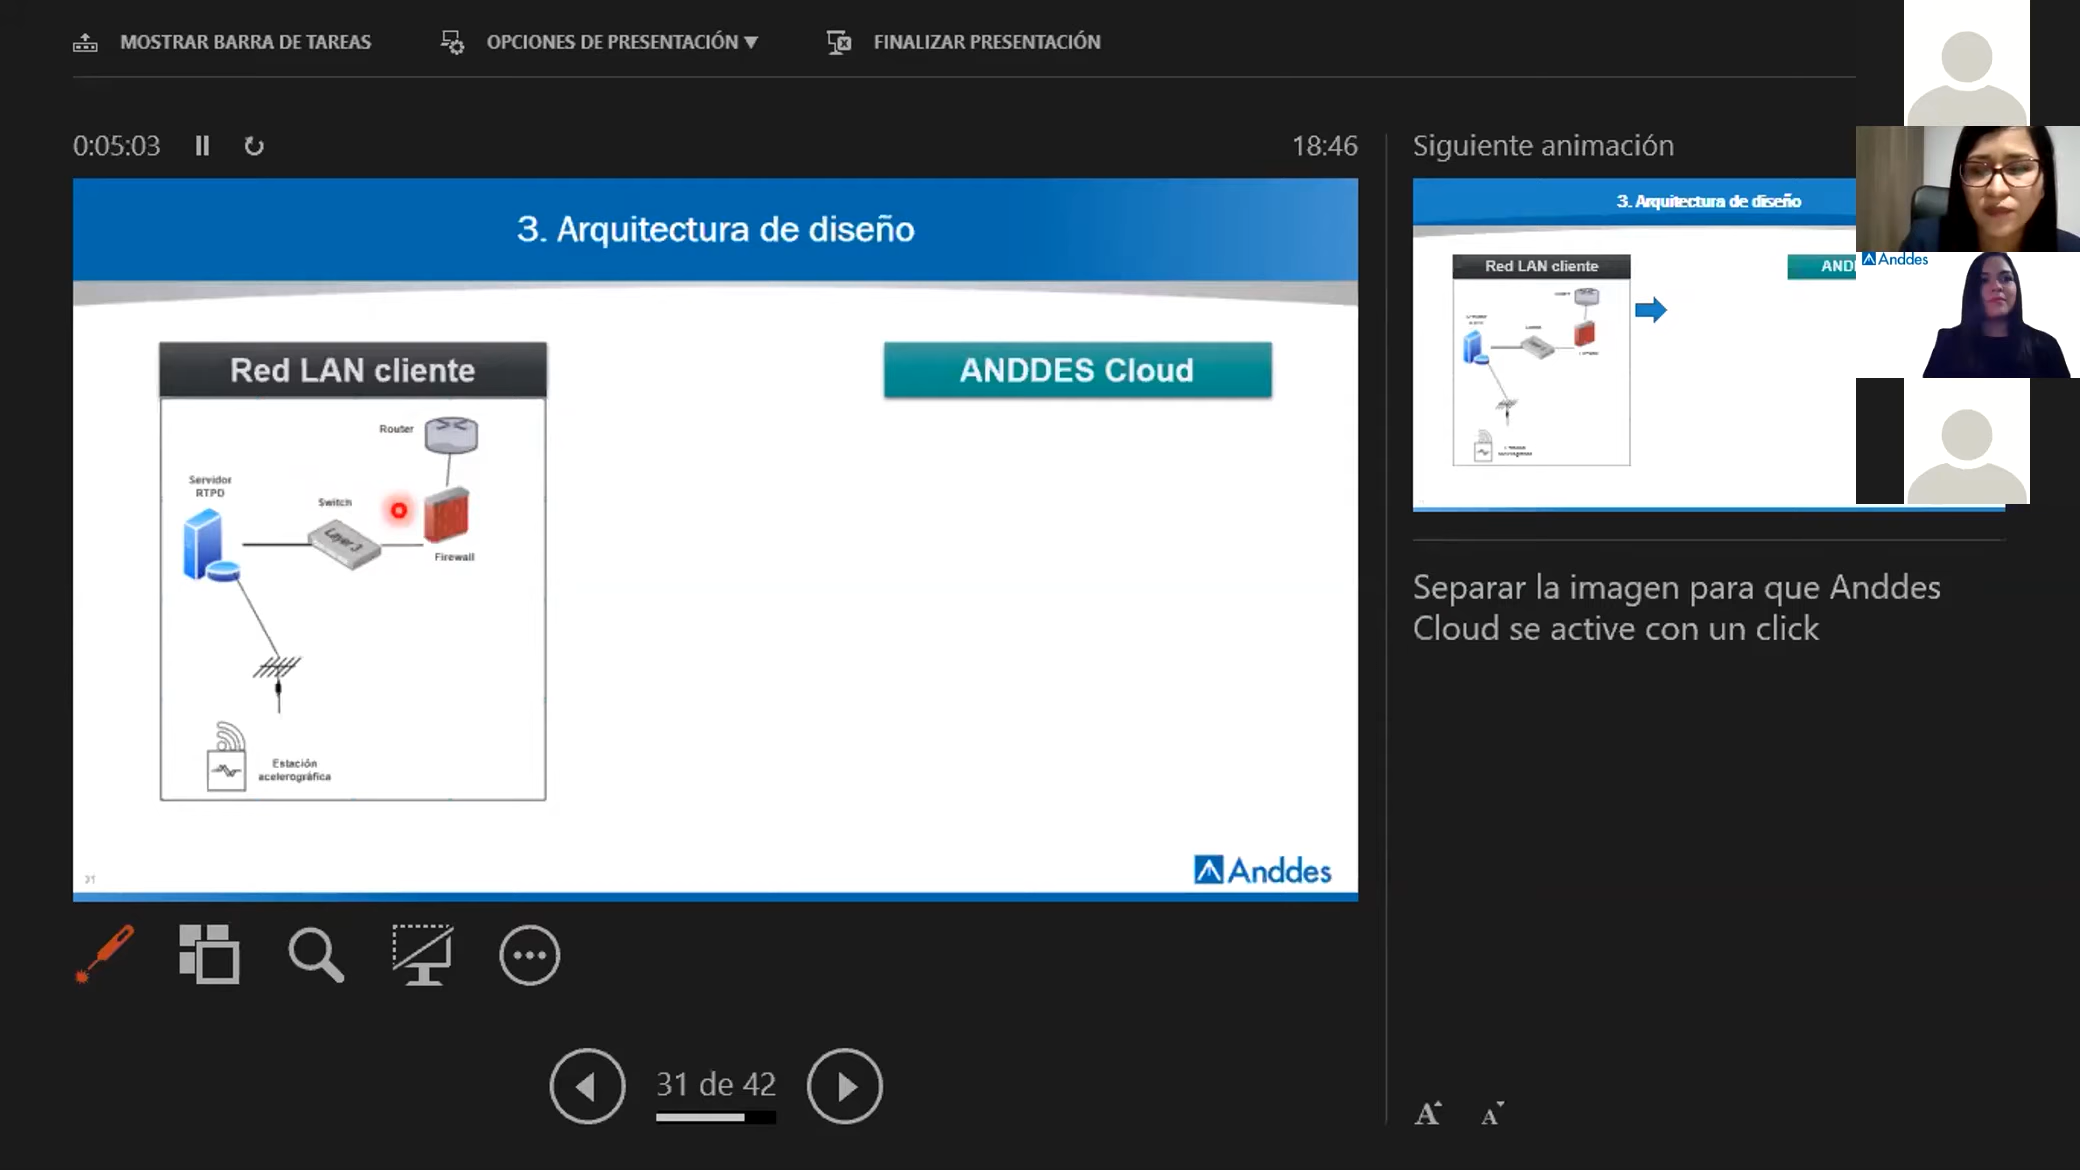 MOSTRAR BARRA DE TAREAS
OPCIONES DE PRESENTACIÓN ▼
FINALIZAR PRESENTACIÓN
0:05:03
18:46
Siguiente animación
3. Arquitectura de diseño
Red LAN cliente
ANDDES Cloud
Router
Servidor
RTPD
Switch
Layer 3
Firewall
Estación
acelerográfica
31
Anddes
3. Arquitectura de diseño
Red LAN cliente
AND
Anddes
Separar la imagen para que Anddes
Cloud se active con un click
31 de 42
A A